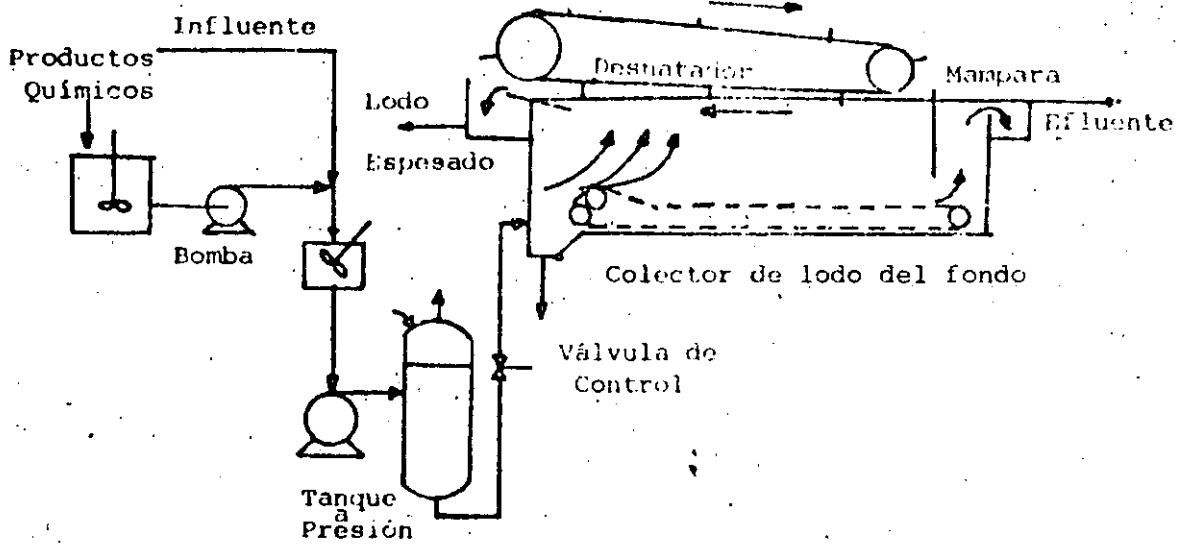 Influente
Productos
Químicos
Desnatador
Mampara
Lodo
Espesado
Efluente
Bomba
Colector de lodo del fondo
Válvula de
Control
Tanque
a
Presión